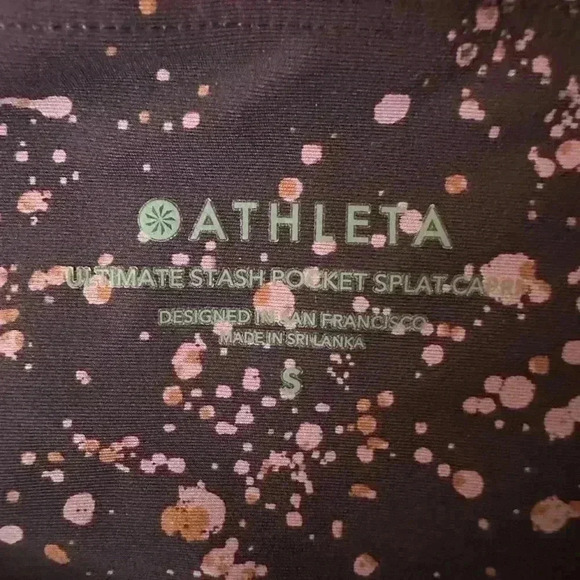 ATHLETA
ULTIMATE STASH POCKET SPLAT CAPRI
DESIGNED IN SAN FRANCISCO
MADE IN SRI LANKA
S